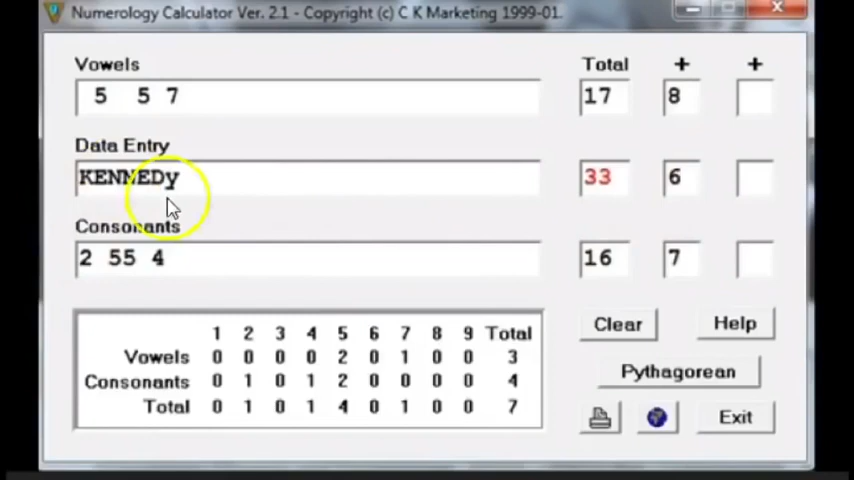 Numerology Calculator Ver. 2.1 - Copyright (c) C K Marketing 1999-01.
Vowels Total + +
5 5 7 17 8
Data Entry
KENNEDy 33 6
Consonants
2 55 4 16 7
1 2 3 4 5 6 7 8 9 Total
Vowels 0 0 0 0 2 0 1 0 0 3
Consonants 0 1 0 1 2 0 0 0 0 4
Total 0 1 0 1 4 0 1 0 0 7
Clear Help
Pythagorean
Exit